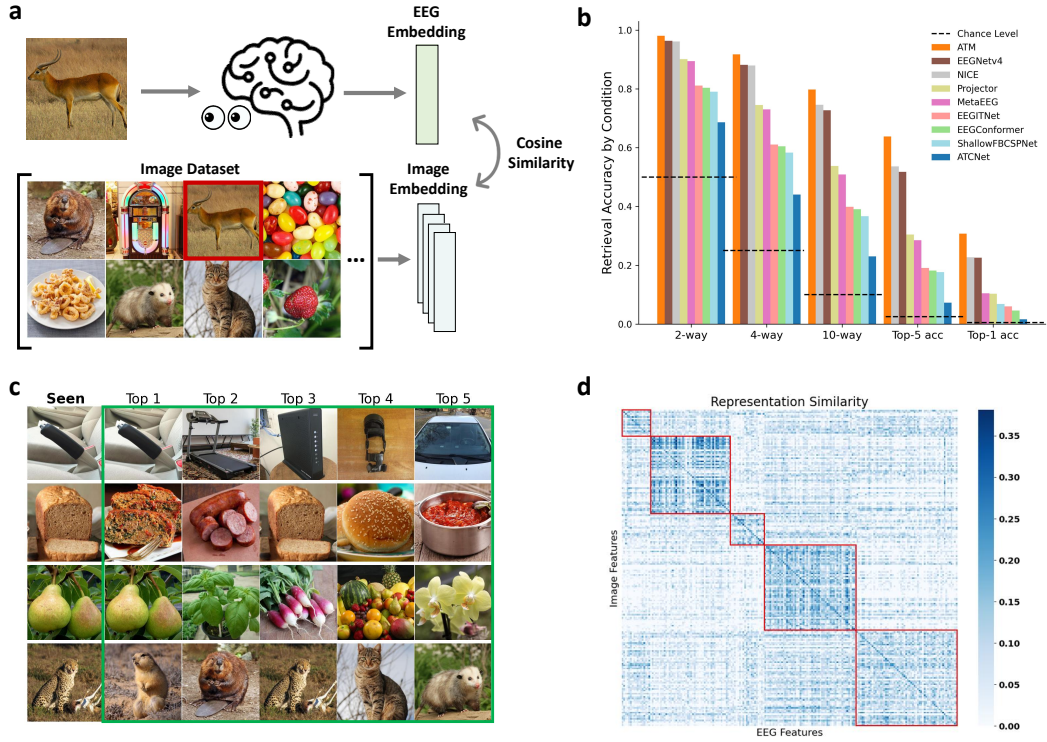 a
EEG
Embedding
Cosine
Similarity
Image Dataset
Image
Embedding
...
b
Retrieval Accuracy by Condition
1.0
0.8
0.6
0.4
0.2
0.0
2-way
4-way
10-way
Top-5 acc
Top-1 acc
Chance Level
ATM
EEGNetv4
NICE
Projector
MetaEEG
EEGITNet
EEGConformer
ShallowFBCSPNet
ATCNet
c
Seen Top 1 Top 2 Top 3 Top 4 Top 5
d
Representation Similarity
Image Features
EEG Features
0.35
0.30
0.25
0.20
0.15
0.10
0.05
0.00